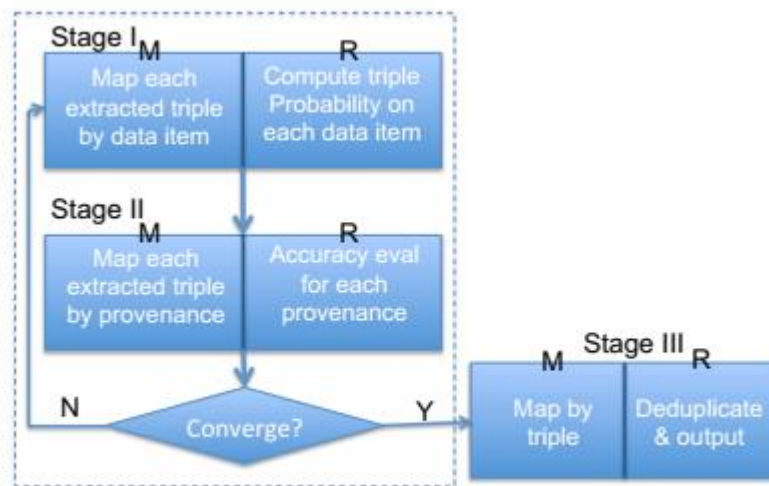 Stage I
M
R
Map each
extracted triple
by data item
Compute triple
Probability on
each data item
Stage II
M
R
Map each
extracted triple
by provenance
Accuracy eval
for each
provenance
Converge?
N
Y
Stage III
M
R
Map by
triple
Deduplicate
& output